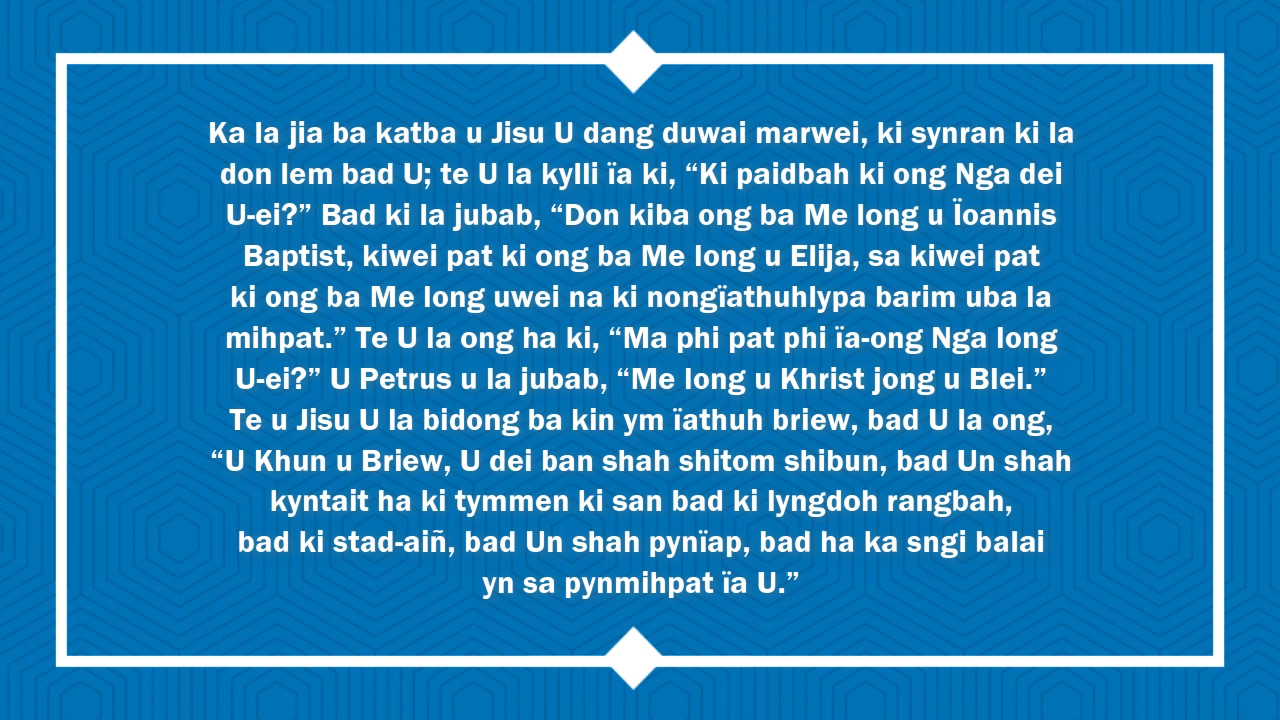 Ka la jia ba katba u Jisu U dang duwai marwei, ki synran ki la
don lem bad U; te U la kylli ïa ki, “Ki paidbah ki ong Nga dei
U-ei?” Bad ki la jubab, “Don kiba ong ba Me long u Ïoannis
Baptist, kiwei pat ki ong ba Me long u Elija, sa kiwei pat
ki ong ba Me long uwei na ki nongïathuhlypa barim uba la
mihpat.” Te U la ong ha ki, “Ma phi pat phi ïa-ong Nga long
U-ei?” U Petrus u la jubab, “Me long u Khrist jong u Blei.”
Te u Jisu U la bidong ba kin ym ïathuh briew, bad U la ong,
“U Khun u Briew, U dei ban shah shitom shibun, bad Un shah
kyntait ha ki tymmen ki san bad ki lyngdoh rangbah,
bad ki stad-aiñ, bad Un shah pynïap, bad ha ka sngi balai
yn sa pynmihpat ïa U.”